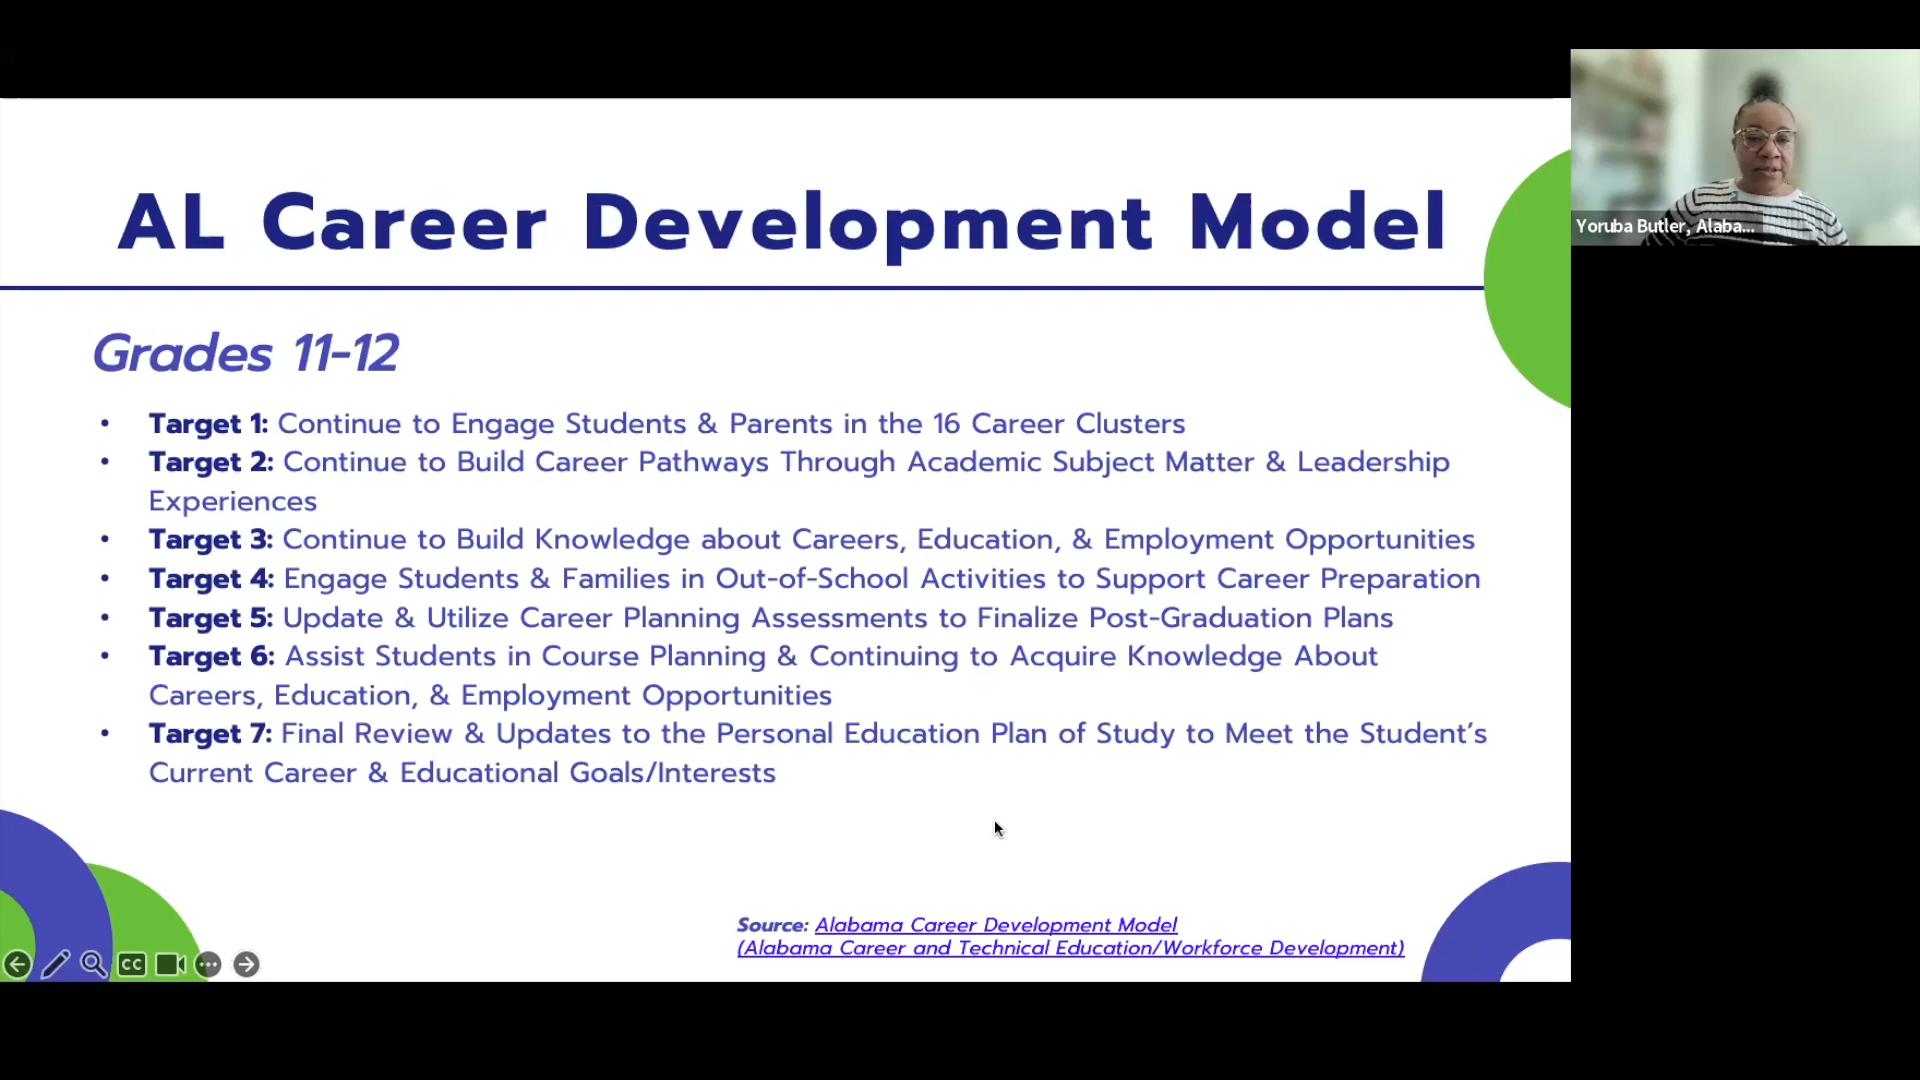 AL Career Development Model
Yoruba Butler, Alaba...
Grades 11-12
• Target 1: Continue to Engage Students & Parents in the 16 Career Clusters
• Target 2: Continue to Build Career Pathways Through Academic Subject Matter & Leadership
Experiences
• Target 3: Continue to Build Knowledge about Careers, Education, & Employment Opportunities
• Target 4: Engage Students & Families in Out-of-School Activities to Support Career Preparation
• Target 5: Update & Utilize Career Planning Assessments to Finalize Post-Graduation Plans
• Target 6: Assist Students in Course Planning & Continuing to Acquire Knowledge About
Careers, Education, & Employment Opportunities
• Target 7: Final Review & Updates to the Personal Education Plan of Study to Meet the Student’s
Current Career & Educational Goals/Interests
Source: Alabama Career Development Model
(Alabama Career and Technical Education/Workforce Development)
CC